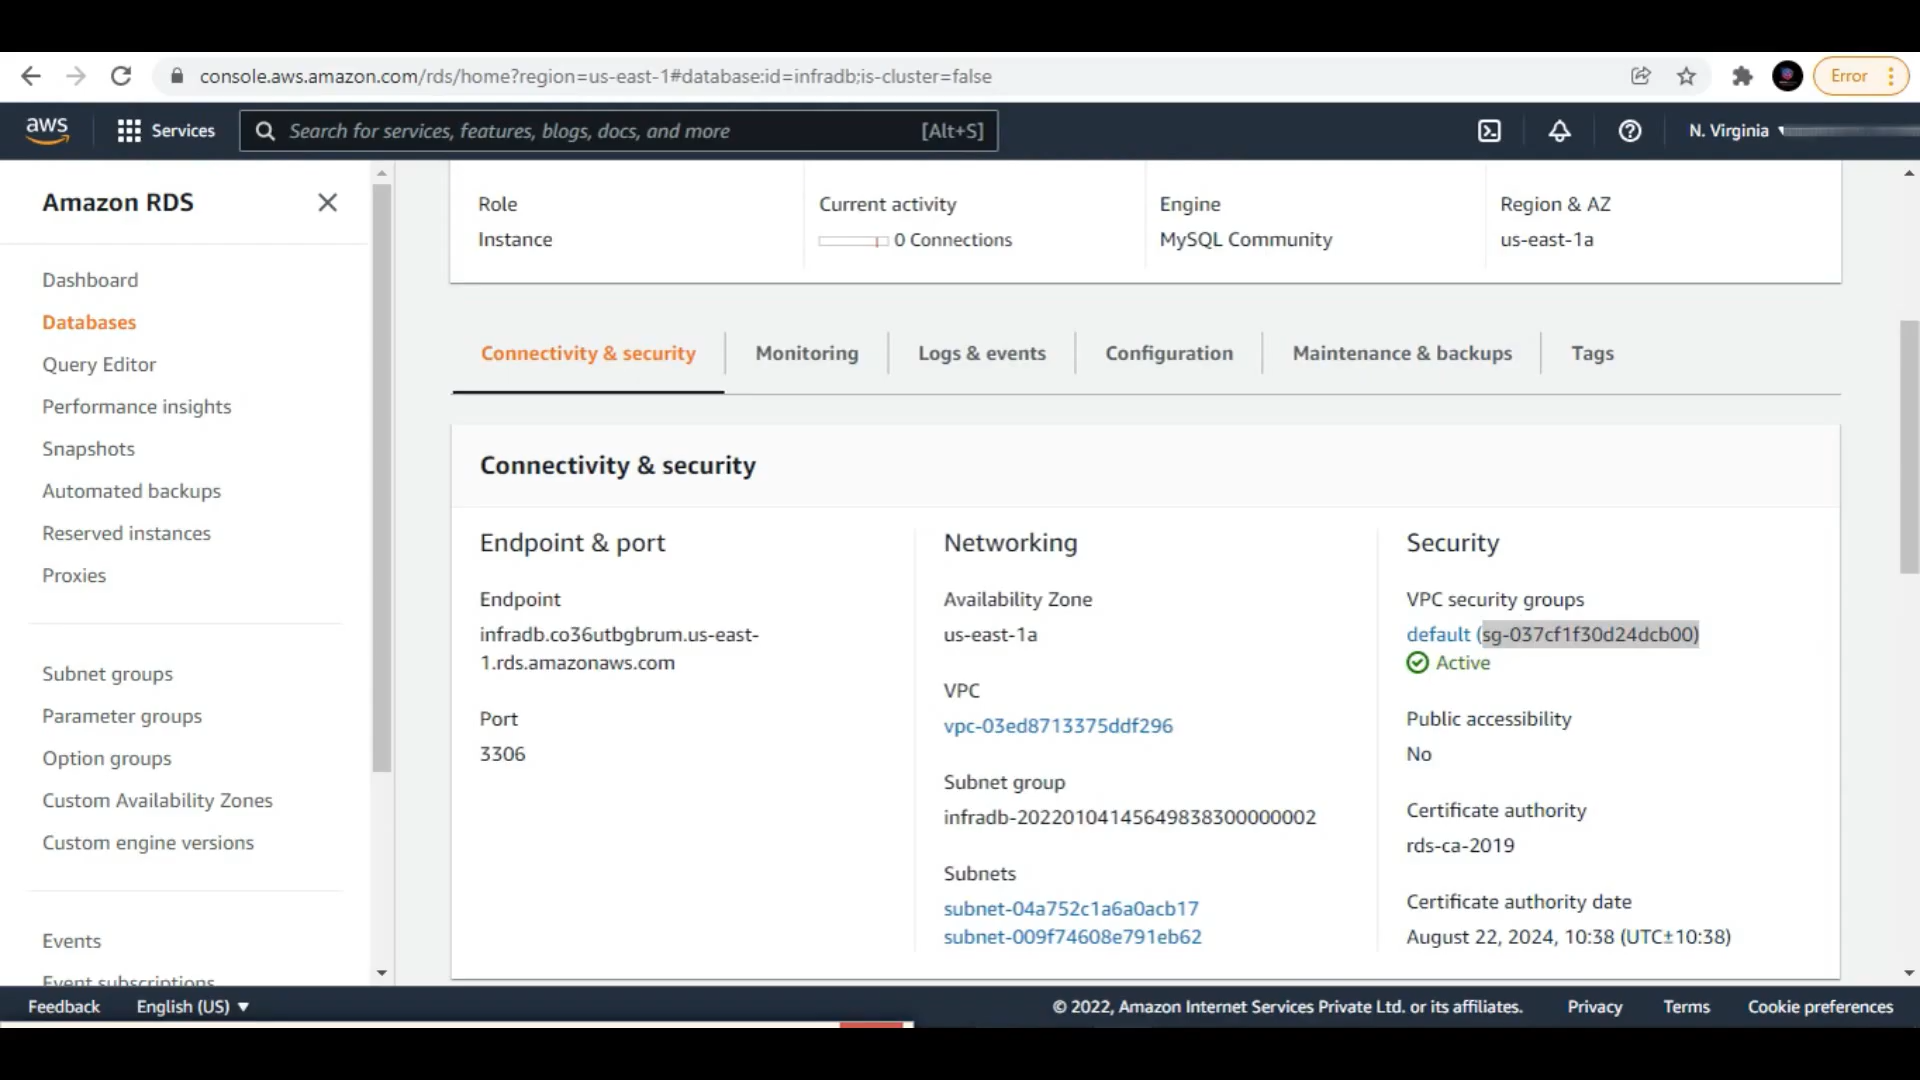 console.aws.amazon.com/rds/home?region=us-east-1#database:id=infradb;is-cluster=false
Error
aws
Services
Search for services, features, blogs, docs, and more
[Alt+S]
N. Virginia
Amazon RDS
Dashboard
Databases
Query Editor
Performance insights
Snapshots
Automated backups
Reserved instances
Proxies
Subnet groups
Parameter groups
Option groups
Custom Availability Zones
Custom engine versions
Events
Event subscriptions
Role
Instance
Current activity
0 Connections
Engine
MySQL Community
Region & AZ
us-east-1a
Connectivity & security
Monitoring
Logs & events
Configuration
Maintenance & backups
Tags
Connectivity & security
Endpoint & port
Endpoint
infradb.co36utbgbrum.us-east-
1.rds.amazonaws.com
Port
3306
Networking
Availability Zone
us-east-1a
VPC
vpc-03ed8713375ddf296
Subnet group
infradb-20220104145649838300000002
Subnets
subnet-04a752c1a6a0acb17
subnet-009f74608e791eb62
Security
VPC security groups
default (sg-037cf1f30d24dcb00)
Active
Public accessibility
No
Certificate authority
rds-ca-2019
Certificate authority date
August 22, 2024, 10:38 (UTC±10:38)
Feedback
English (US)
© 2022, Amazon Internet Services Private Ltd. or its affiliates.
Privacy
Terms
Cookie preferences